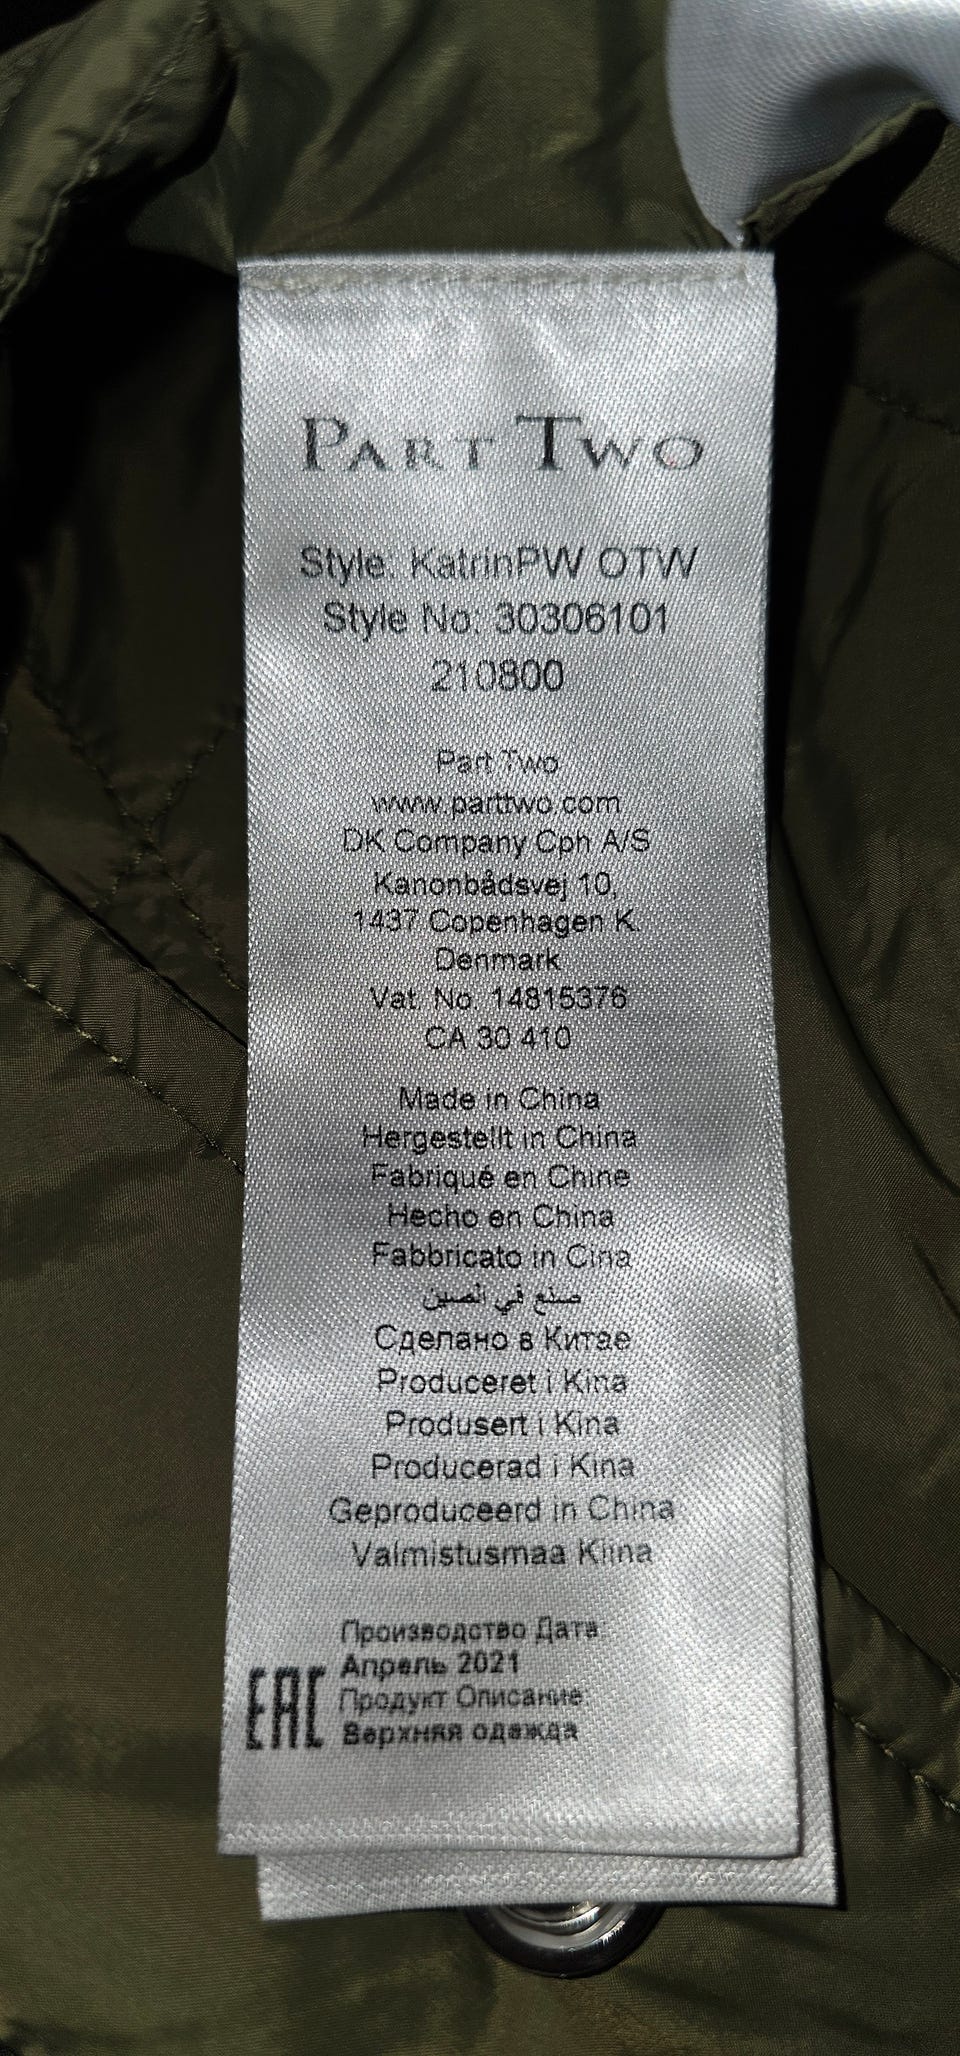 PART TWO
Style: KatrinPW OTW
Style No: 30306101
210800
Part Two
www.parttwo.com
DK Company Cph A/S
Kanonbådsvej 10,
1437 Copenhagen K.
Denmark
Vat. No. 14815376
CA 30 410
Made in China
Hergestellt in China
Fabriqué en Chine
Hecho en China
Fabbricato in Cina
صنع في الصين
Сделано в Китае
Produceret i Kina
Produsert i Kina
Producerad i Kina
Geproduceerd in China
Valmistusmaa Kiina
Производство Дата:
Апрель 2021
Продукт Описание:
Верхняя одежда
EAC